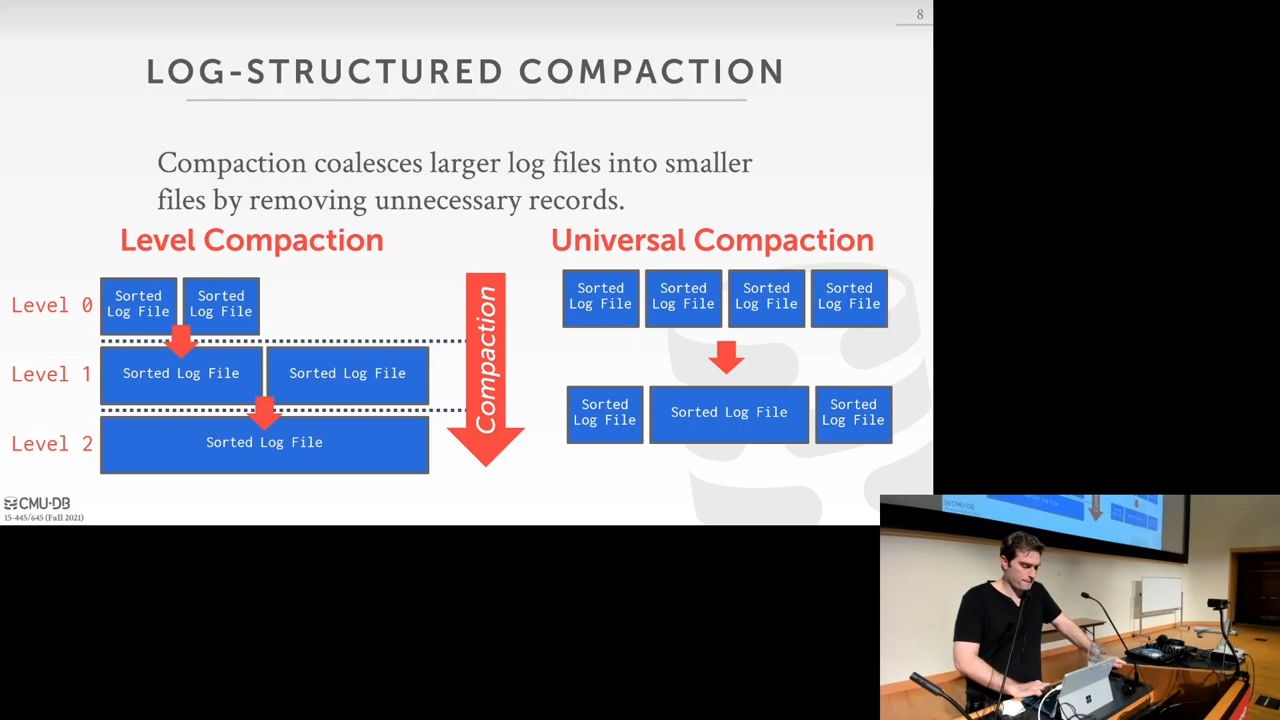 8
LOG-STRUCTURED COMPACTION
Compaction coalesces larger log files into smaller
files by removing unnecessary records.
Level Compaction
Universal Compaction
Level 0
Sorted
Log File
Sorted
Log File
Level 1
Sorted Log File
Sorted Log File
Level 2
Sorted Log File
Compaction
Sorted
Log File
Sorted
Log File
Sorted
Log File
Sorted
Log File
Sorted
Log File
Sorted Log File
Sorted
Log File
CMU·DB
15-445/645 (Fall 2021)